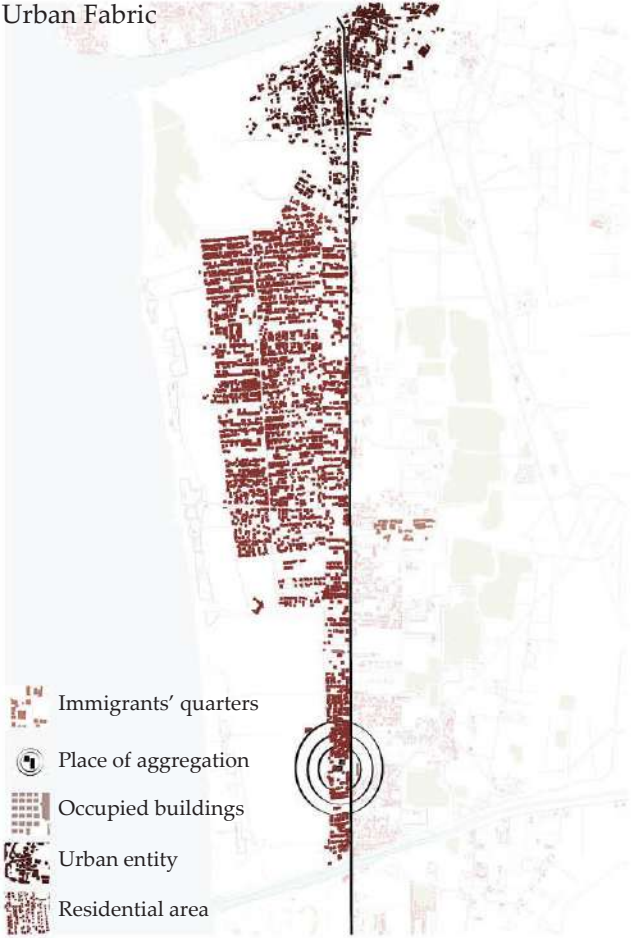 Urban Fabric
Immigrants' quarters
Place of aggregation
Occupied buildings
Urban entity
Residential area